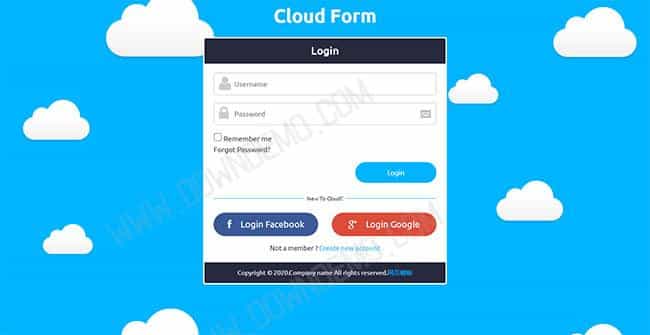 Cloud Form
Login
Username
Password
Remember me
Forgot Password?
Login
New To Cloud?
f Login Facebook
g+ Login Google
Not a member ? Create new account
Copyright © 2020.Company name All rights reserved.
WWW.DOWNDEMO.COM